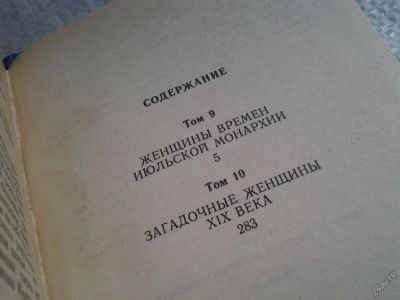 СОДЕРЖАНИЕ
Том 9
ЖЕНЩИНЫ ВРЕМЕН
ИЮЛЬСКОЙ МОНАРХИИ
5
Том 10
ЗАГАДОЧНЫЕ ЖЕНЩИНЫ
XIX ВЕКА
283